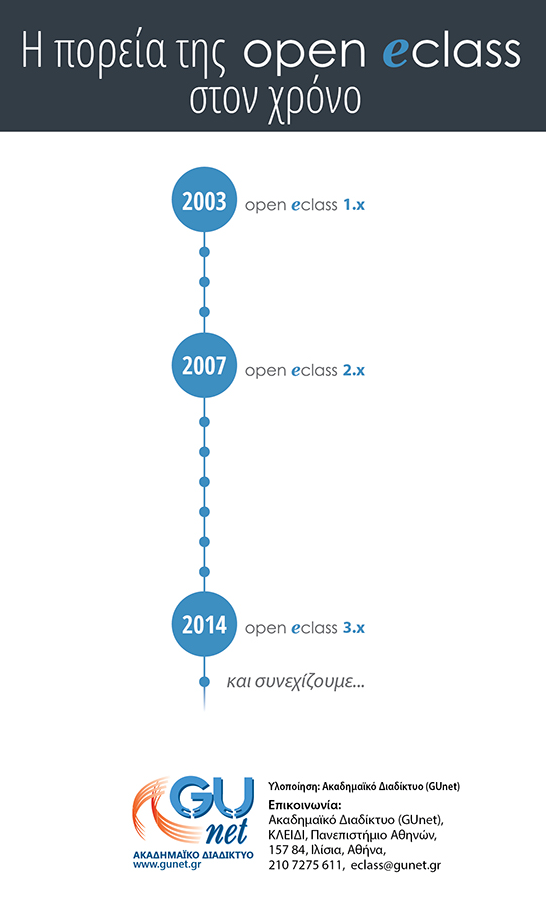 Η πορεία της open eclass
στον χρόνο
2003 open eclass 1.x
2007 open eclass 2.x
2014 open eclass 3.x
και συνεχίζουμε...
GU
net
ΑΚΑΔΗΜΑΪΚΟ ΔΙΑΔΙΚΤΥΟ
www.gunet.gr
Υλοποίηση: Ακαδημαϊκό Διαδίκτυο (GUnet)
Επικοινωνία:
Ακαδημαϊκό Διαδίκτυο (GUnet),
ΚΛΕΙΔΙ, Πανεπιστήμιο Αθηνών,
157 84, Ιλίσια, Αθήνα,
210 7275 611, eclass@gunet.gr